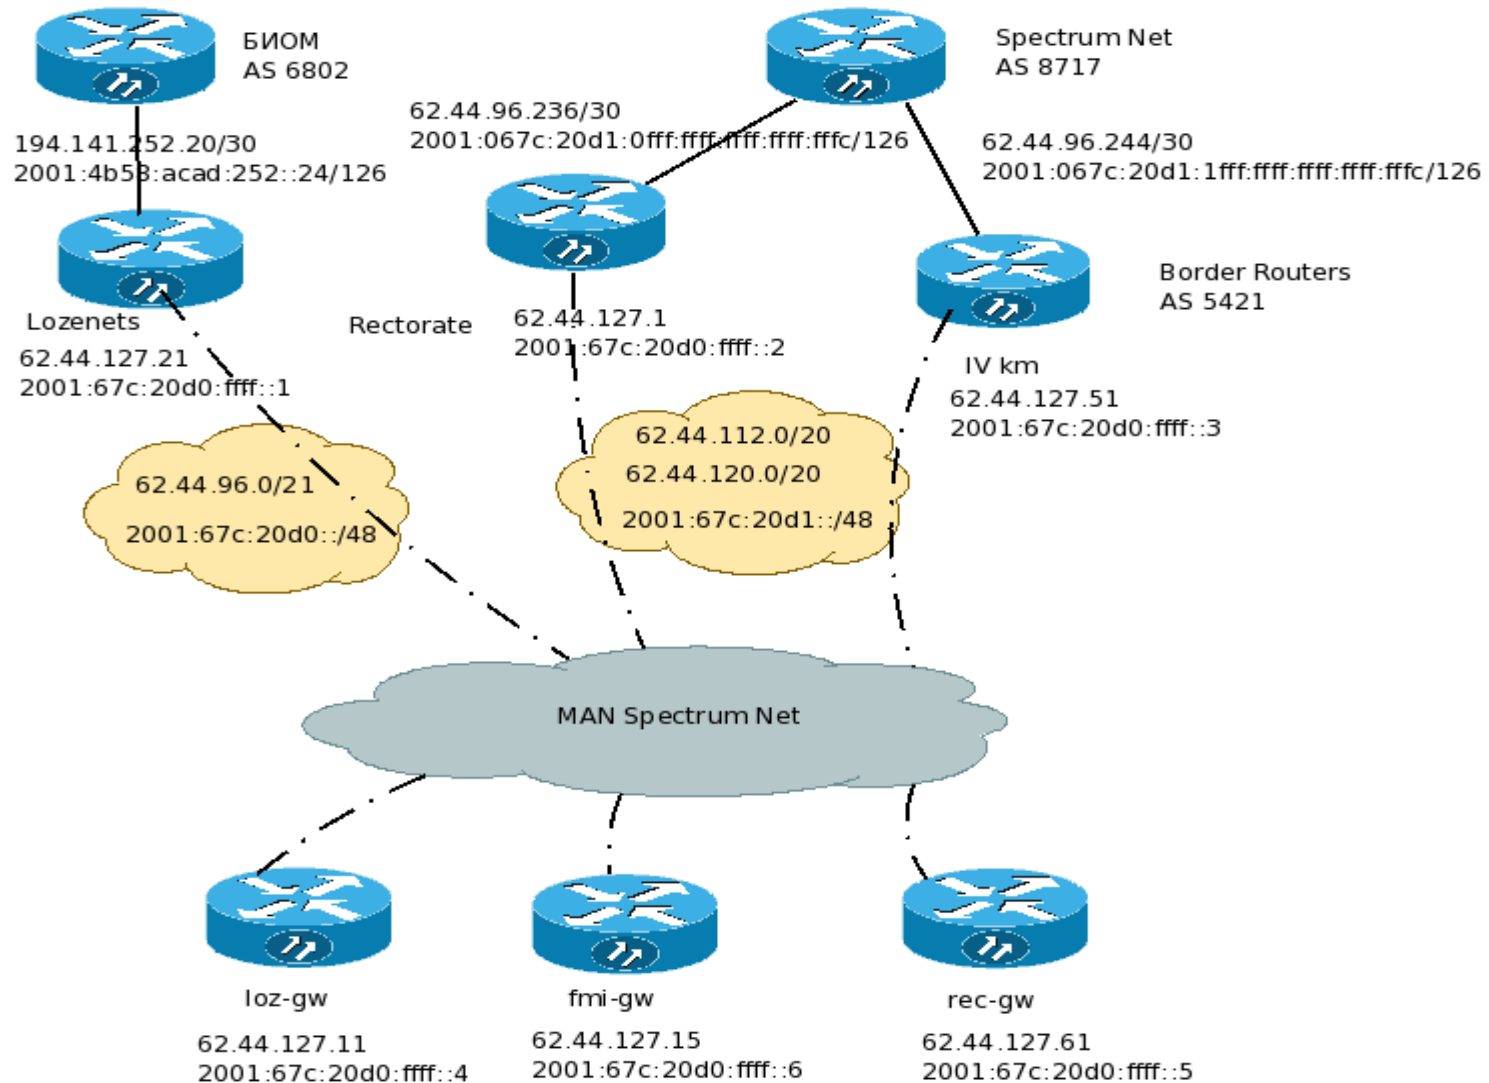 БИОМ
AS 6802
Spectrum Net
AS 8717
62.44.96.236/30
2001:067c:20d1:0fff:ffff:ffff:ffff:fffc/126
194.141.252.20/30
2001:4b58:acad:252::24/126
62.44.96.244/30
2001:067c:20d1:1fff:ffff:ffff:ffff:fffc/126
Border Routers
AS 5421
Lozenets
62.44.127.21
2001:67c:20d0:ffff::1
Rectorate
62.44.127.1
2001:67c:20d0:ffff::2
IV km
62.44.127.51
2001:67c:20d0:ffff::3
62.44.96.0/21
2001:67c:20d0::/48
62.44.112.0/20
62.44.120.0/20
2001:67c:20d1::/48
MAN Spectrum Net
loz-gw
62.44.127.11
2001:67c:20d0:ffff::4
fmi-gw
62.44.127.15
2001:67c:20d0:ffff::6
rec-gw
62.44.127.61
2001:67c:20d0:ffff::5